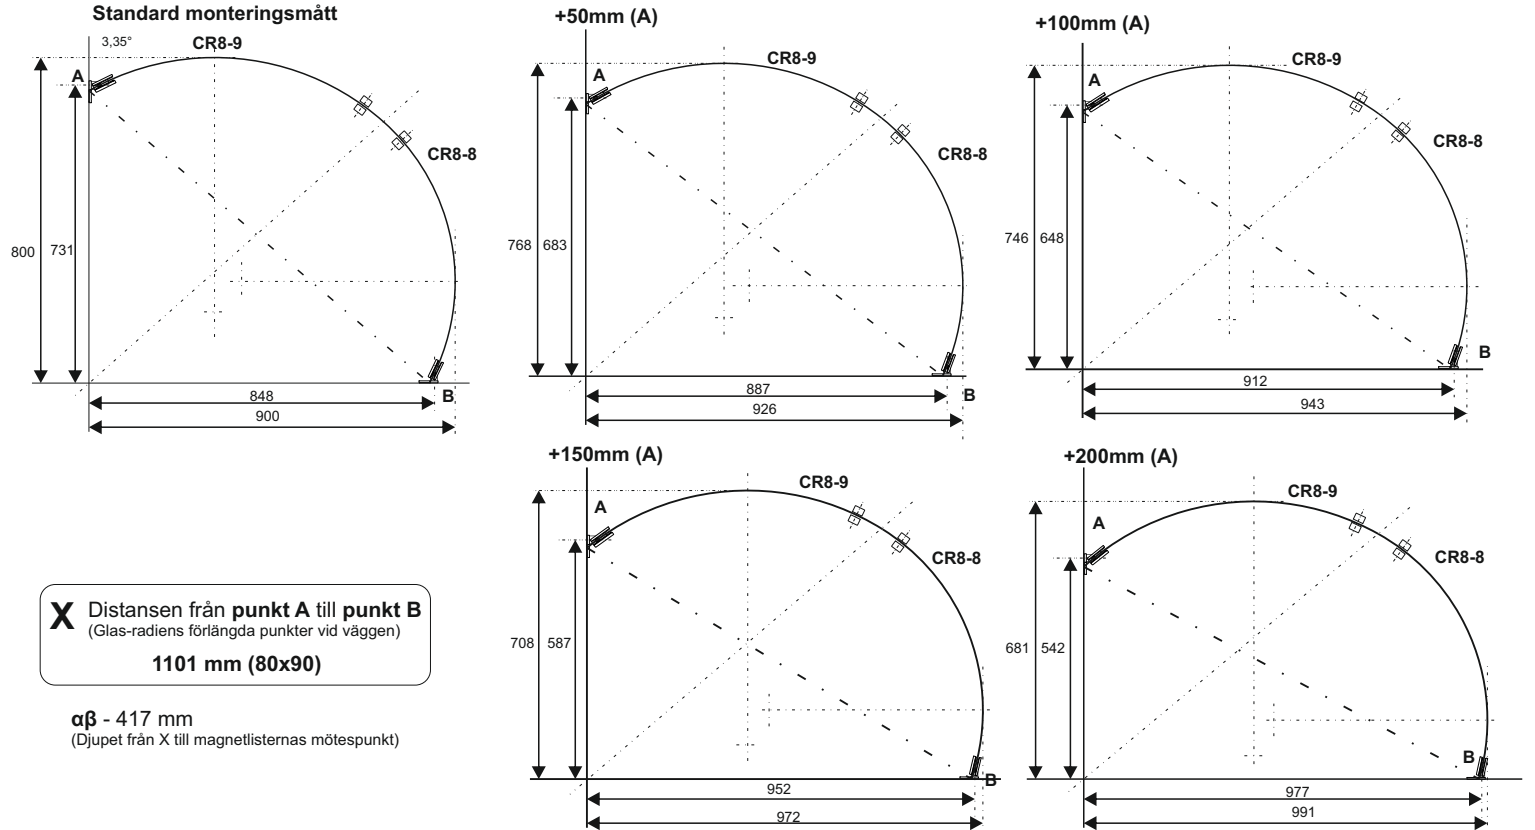 Standard monteringsmått
3,35°
CR8-9
A
CR8-8
800
731
848
B
900
+50mm (A)
CR8-9
A
CR8-8
768
683
887
B
926
+100mm (A)
CR8-9
A
CR8-8
746
648
B
912
943
+150mm (A)
CR8-9
A
CR8-8
708
587
B
952
972
+200mm (A)
CR8-9
A
CR8-8
681
542
B
977
991
X Distansen från punkt A till punkt B
(Glas-radiens förlängda punkter vid väggen)
1101 mm (80x90)
αβ - 417 mm
(Djupet från X till magnetlisternas mötespunkt)